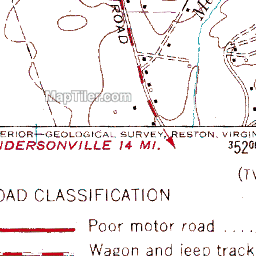 ROAD
MapTiler.com
ERIOR—GEOLOGICAL SURVEY, RESTON, VIRGIN
NDERSONVILLE 14 MI.
352
(TV
OAD CLASSIFICATION
Poor motor road ....
Wagon and jeep track